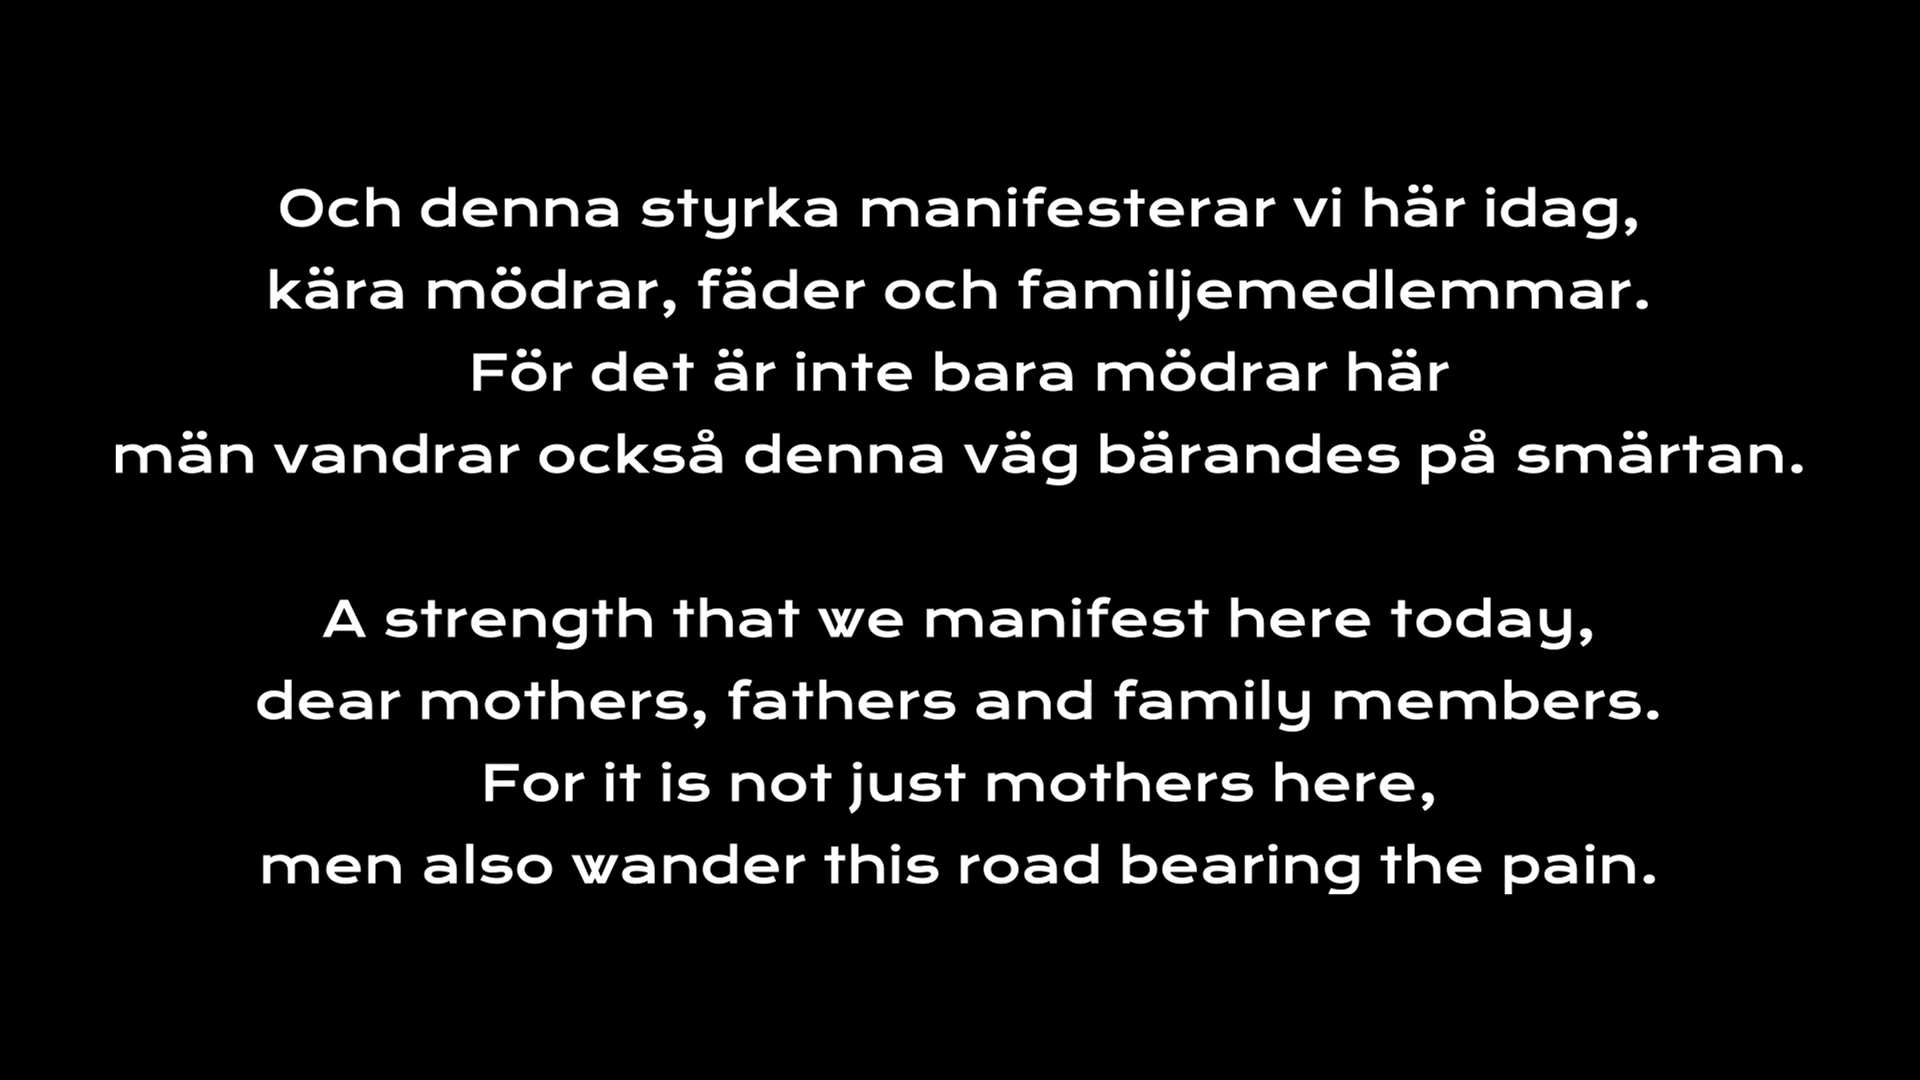 Och denna styrka manifesterar vi här idag,
kära mödrar, fäder och familjemedlemmar.
För det är inte bara mödrar här
män vandrar också denna väg bärandes på smärtan.
A strength that we manifest here today,
dear mothers, fathers and family members.
For it is not just mothers here,
men also wander this road bearing the pain.